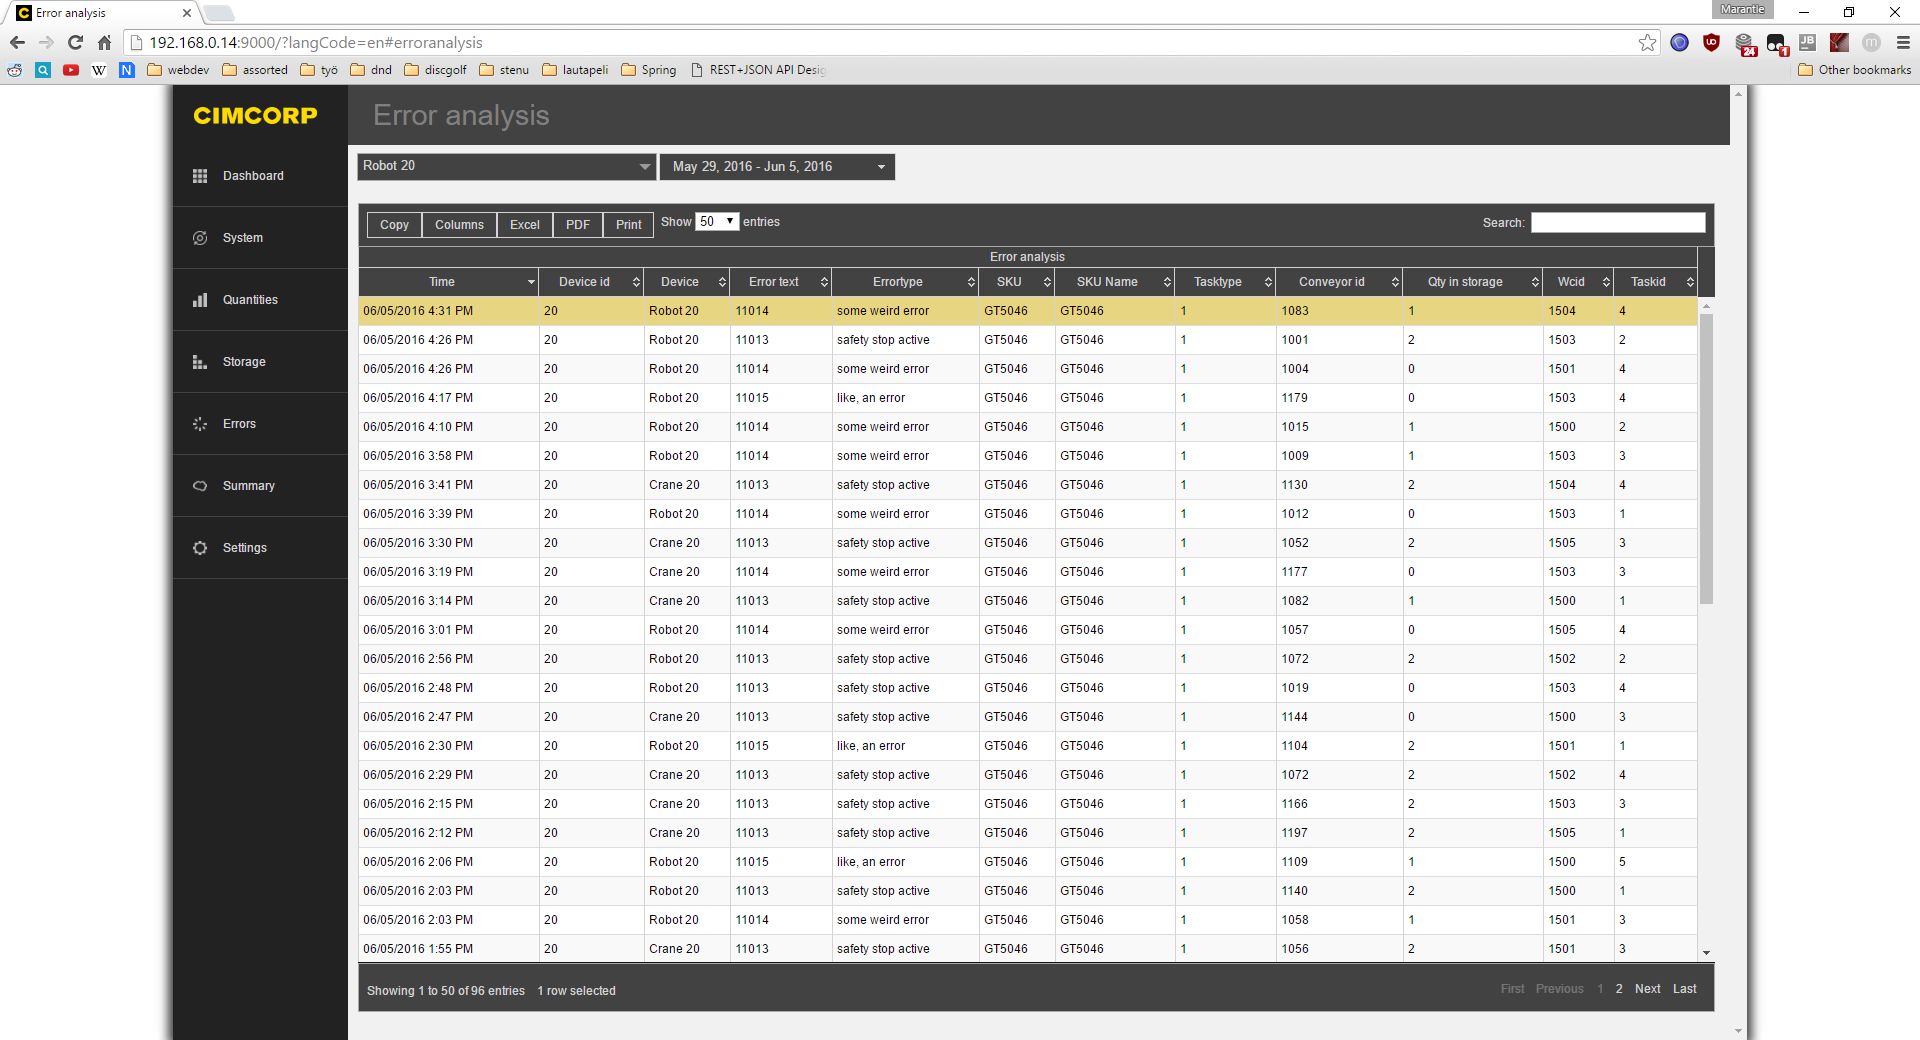 Error analysis
Marantle
192.168.0.14:9000/?langCode=en#erroranalysis
24 1
webdev assorted työ dnd discgolf stenu lautapeli Spring REST+JSON API Desig Other bookmarks
CIMCORP
Error analysis
Dashboard
System
Quantities
Storage
Errors
Summary
Settings
Robot 20 May 29, 2016 - Jun 5, 2016
Copy Columns Excel PDF Print Show 50 entries Search:
Error analysis
Time Device id Device Error text Errortype SKU SKU Name Tasktype Conveyor id Qty in storage Wcid Taskid
06/05/2016 4:31 PM 20 Robot 20 11014 some weird error GT5046 GT5046 1 1083 1 1504 4
06/05/2016 4:26 PM 20 Robot 20 11013 safety stop active GT5046 GT5046 1 1001 2 1503 2
06/05/2016 4:26 PM 20 Robot 20 11014 some weird error GT5046 GT5046 1 1004 0 1501 4
06/05/2016 4:17 PM 20 Robot 20 11015 like, an error GT5046 GT5046 1 1179 0 1503 4
06/05/2016 4:10 PM 20 Robot 20 11014 some weird error GT5046 GT5046 1 1015 1 1500 2
06/05/2016 3:58 PM 20 Robot 20 11014 some weird error GT5046 GT5046 1 1009 1 1503 3
06/05/2016 3:41 PM 20 Crane 20 11013 safety stop active GT5046 GT5046 1 1130 2 1504 4
06/05/2016 3:39 PM 20 Robot 20 11014 some weird error GT5046 GT5046 1 1012 0 1503 1
06/05/2016 3:30 PM 20 Crane 20 11013 safety stop active GT5046 GT5046 1 1052 2 1505 3
06/05/2016 3:19 PM 20 Crane 20 11014 some weird error GT5046 GT5046 1 1177 0 1503 3
06/05/2016 3:14 PM 20 Crane 20 11013 safety stop active GT5046 GT5046 1 1082 1 1500 1
06/05/2016 3:01 PM 20 Robot 20 11014 some weird error GT5046 GT5046 1 1057 0 1505 4
06/05/2016 2:56 PM 20 Robot 20 11013 safety stop active GT5046 GT5046 1 1072 2 1502 2
06/05/2016 2:48 PM 20 Robot 20 11013 safety stop active GT5046 GT5046 1 1019 0 1503 4
06/05/2016 2:47 PM 20 Crane 20 11013 safety stop active GT5046 GT5046 1 1144 0 1500 3
06/05/2016 2:30 PM 20 Robot 20 11015 like, an error GT5046 GT5046 1 1104 2 1501 1
06/05/2016 2:29 PM 20 Crane 20 11013 safety stop active GT5046 GT5046 1 1072 2 1502 4
06/05/2016 2:15 PM 20 Crane 20 11013 safety stop active GT5046 GT5046 1 1166 2 1503 3
06/05/2016 2:12 PM 20 Crane 20 11013 safety stop active GT5046 GT5046 1 1197 2 1505 1
06/05/2016 2:06 PM 20 Robot 20 11015 like, an error GT5046 GT5046 1 1109 1 1500 5
06/05/2016 2:03 PM 20 Robot 20 11013 safety stop active GT5046 GT5046 1 1140 2 1500 1
06/05/2016 2:03 PM 20 Robot 20 11014 some weird error GT5046 GT5046 1 1058 1 1501 3
06/05/2016 1:55 PM 20 Crane 20 11013 safety stop active GT5046 GT5046 1 1056 2 1501 3
Showing 1 to 50 of 96 entries 1 row selected First Previous 1 2 Next Last